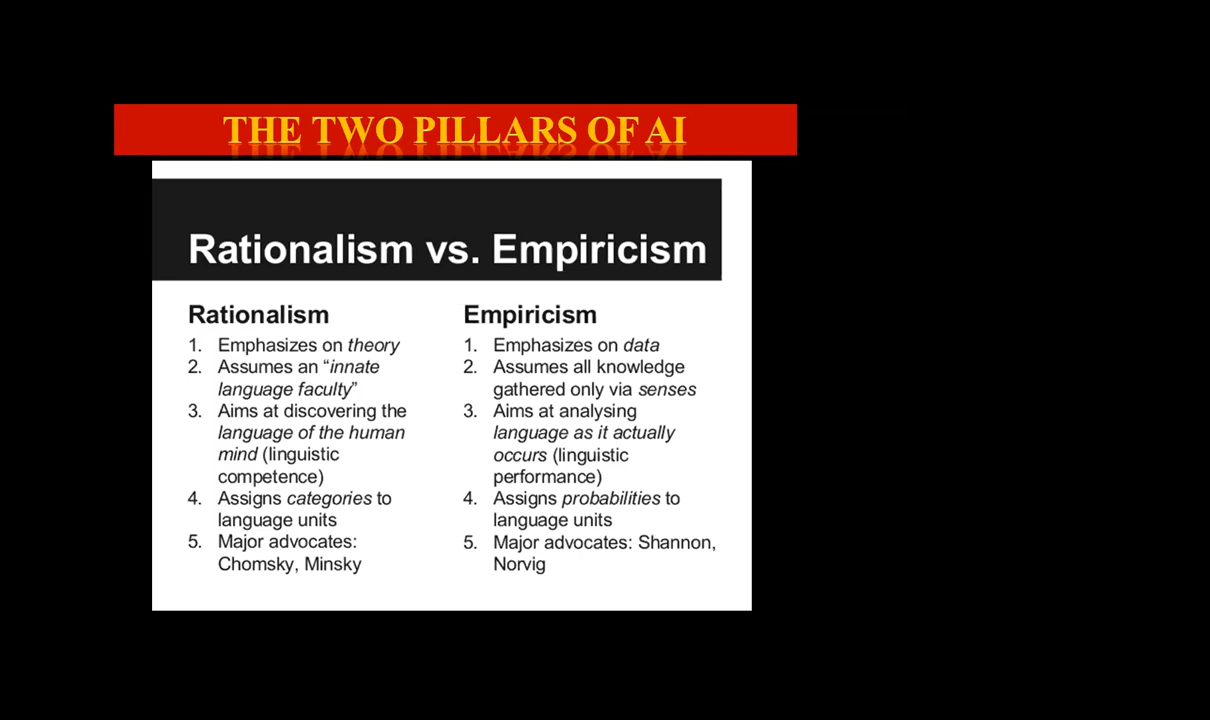 THE TWO PILLARS OF AI
Rationalism vs. Empiricism
Rationalism
1. Emphasizes on theory
2. Assumes an “innate
language faculty”
3. Aims at discovering the
language of the human
mind (linguistic
competence)
4. Assigns categories to
language units
5. Major advocates:
Chomsky, Minsky
Empiricism
1. Emphasizes on data
2. Assumes all knowledge
gathered only via senses
3. Aims at analysing
language as it actually
occurs (linguistic
performance)
4. Assigns probabilities to
language units
5. Major advocates: Shannon,
Norvig